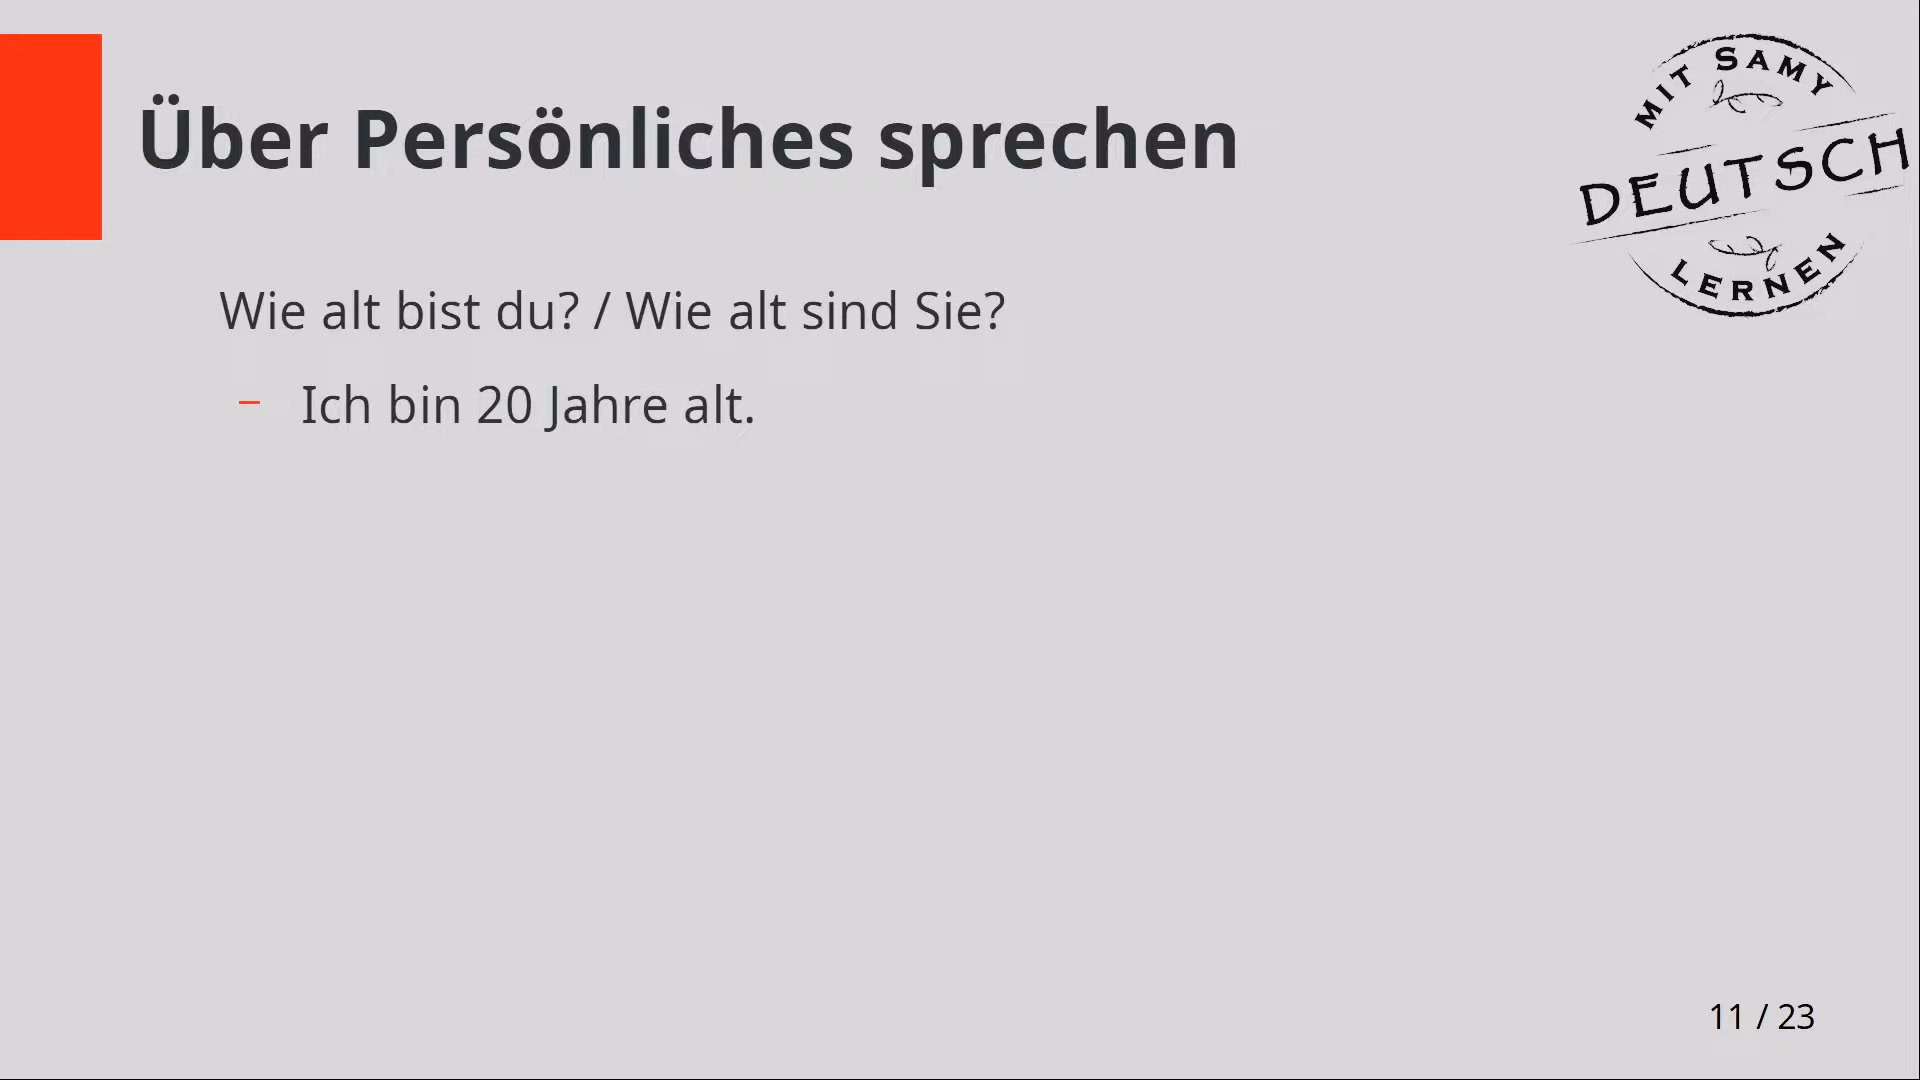 Über Persönliches sprechen
MIT SAMY
DEUTSCH
LERNEN
Wie alt bist du? / Wie alt sind Sie?
– Ich bin 20 Jahre alt.
11 / 23